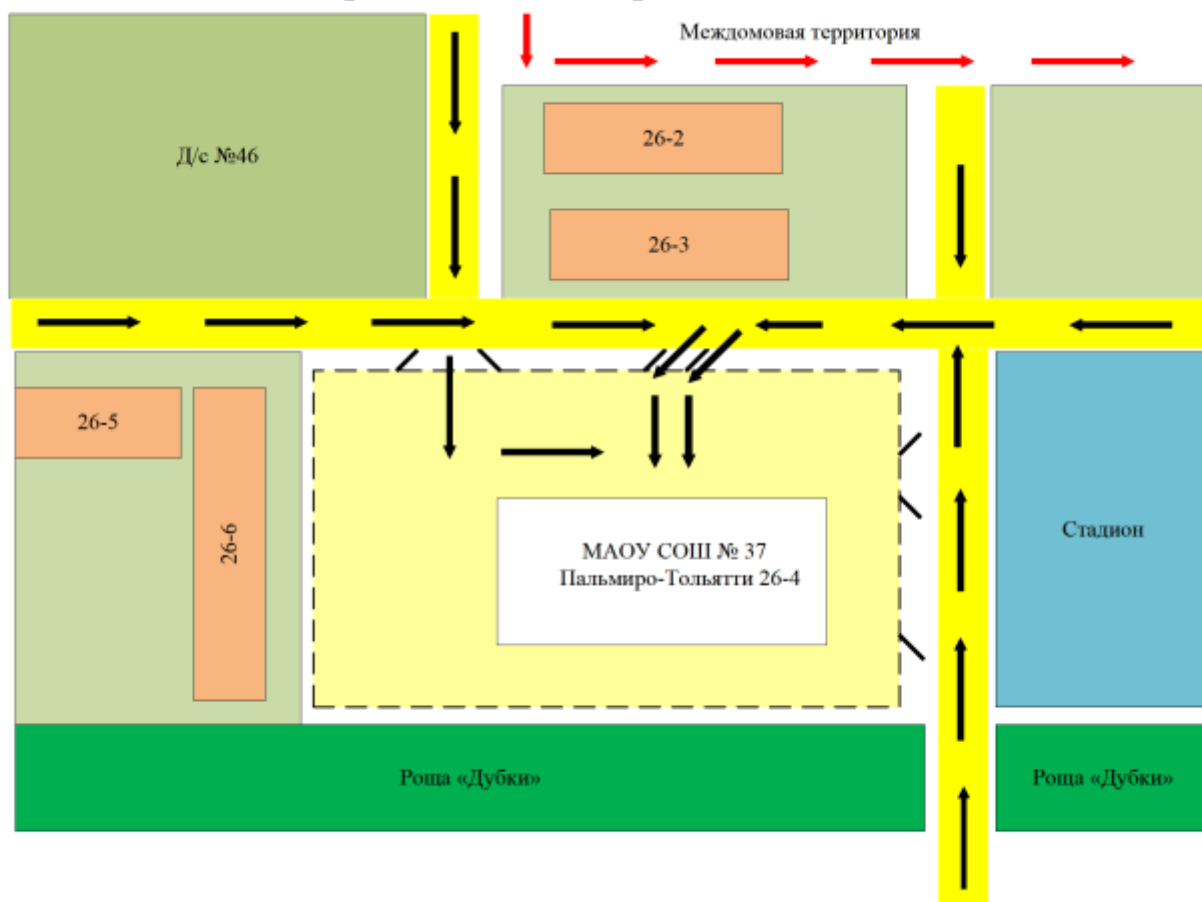 Междомовая территория
26-2
Д/с №46
26-3
26-5
26-6
МАОУ СОШ № 37
Пальмиро-Тольятти 26-4
Стадион
Роща «Дубки»
Роща «Дубки»